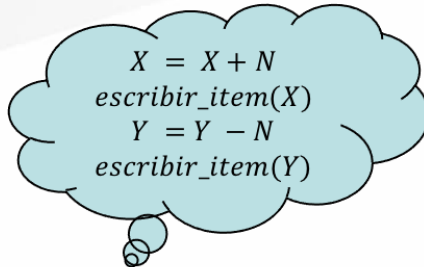 X = X + N
escribir_item(X)
Y = Y − N
escribir_item(Y)